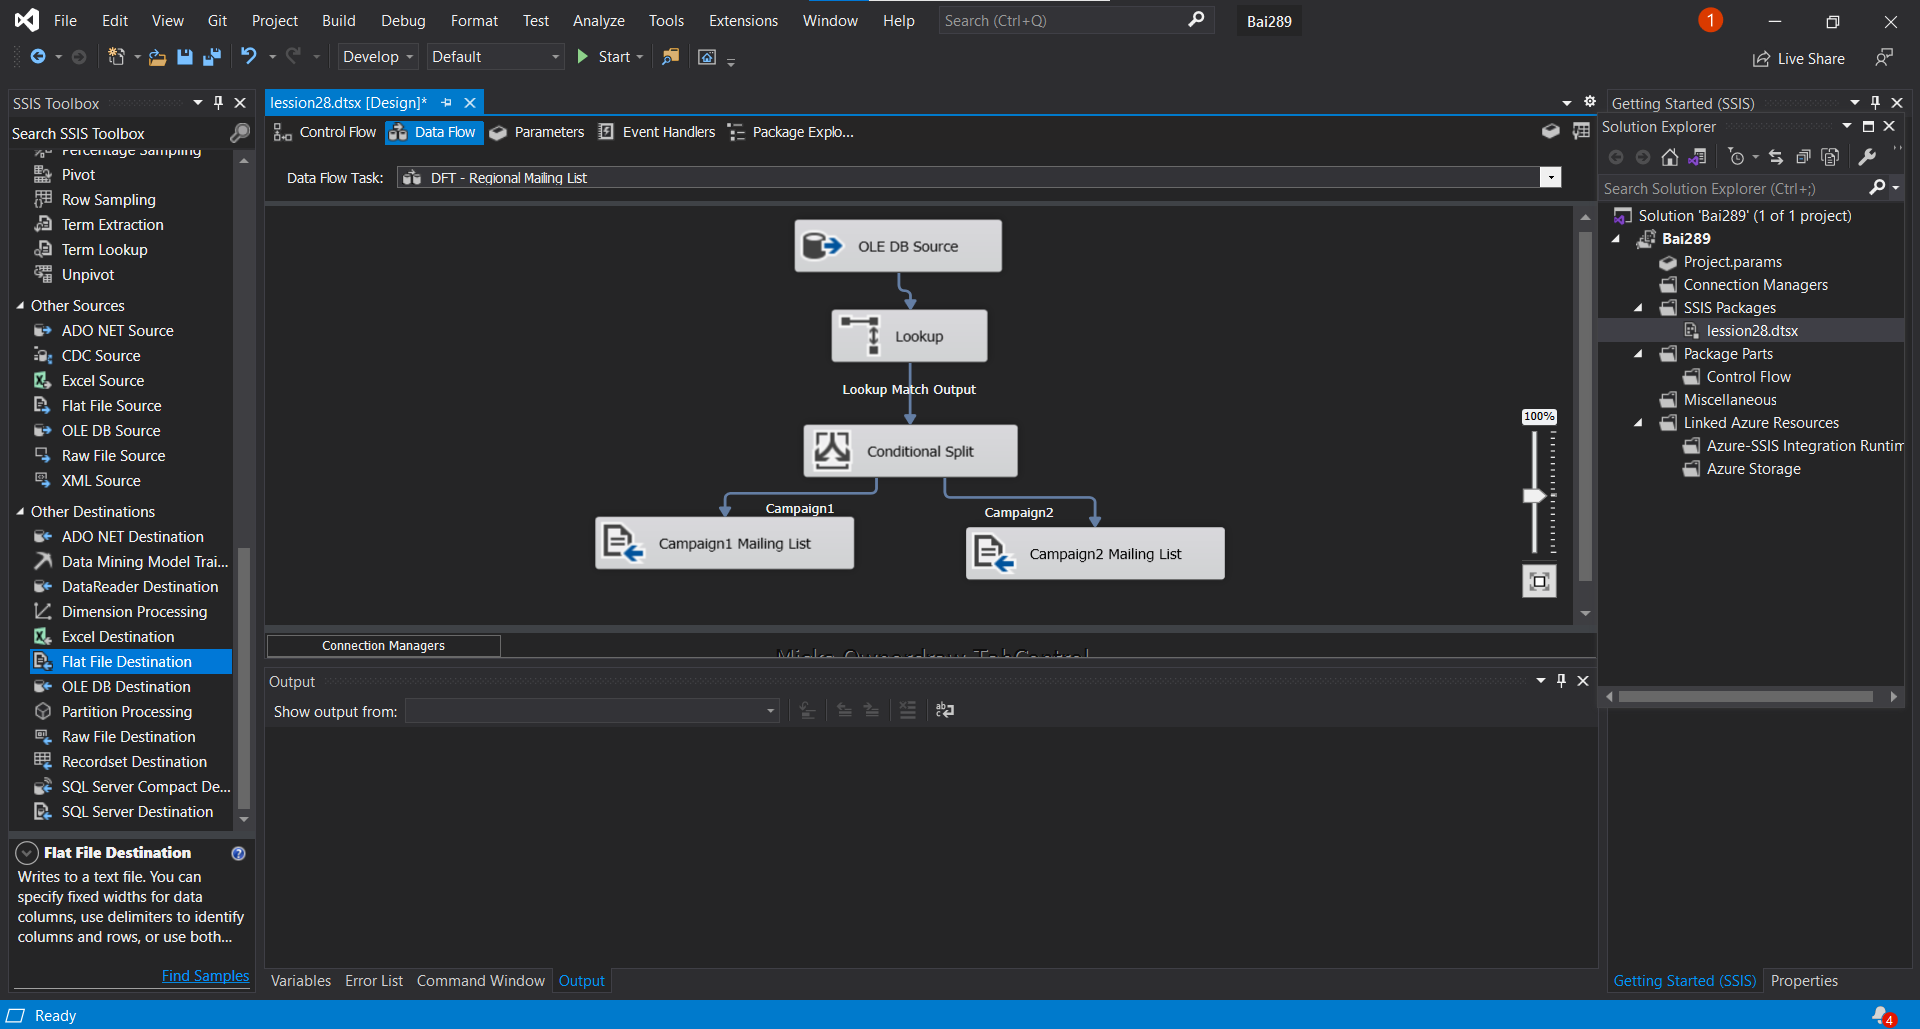 File Edit View Git Project Build Debug Format Test Analyze Tools Extensions Window Help Search (Ctrl+Q) Bai289 1
Develop Default Start Live Share
SSIS Toolbox
Search SSIS Toolbox
Percentage Sampling
Pivot
Row Sampling
Term Extraction
Term Lookup
Unpivot
Other Sources
ADO NET Source
CDC Source
Excel Source
Flat File Source
OLE DB Source
Raw File Source
XML Source
Other Destinations
ADO NET Destination
Data Mining Model Trai...
DataReader Destination
Dimension Processing
Excel Destination
Flat File Destination
OLE DB Destination
Partition Processing
Raw File Destination
Recordset Destination
SQL Server Compact De...
SQL Server Destination
Flat File Destination
Writes to a text file. You can
specify fixed widths for data
columns, use delimiters to identify
columns and rows, or use both...
Find Samples
lession28.dtsx [Design]*
Control Flow Data Flow Parameters Event Handlers Package Explo...
Data Flow Task: DFT - Regional Mailing List
OLE DB Source
Lookup
Lookup Match Output
Conditional Split
Campaign1
Campaign2
Campaign1 Mailing List
Campaign2 Mailing List
100%
Connection Managers
Misks Ownerdraw TabControl
Output
Show output from:
Variables Error List Command Window Output
Getting Started (SSIS)
Solution Explorer
Search Solution Explorer (Ctrl+;)
Solution 'Bai289' (1 of 1 project)
Bai289
Project.params
Connection Managers
SSIS Packages
lession28.dtsx
Package Parts
Control Flow
Miscellaneous
Linked Azure Resources
Azure-SSIS Integration Runtim
Azure Storage
Getting Started (SSIS) Properties
Ready
4